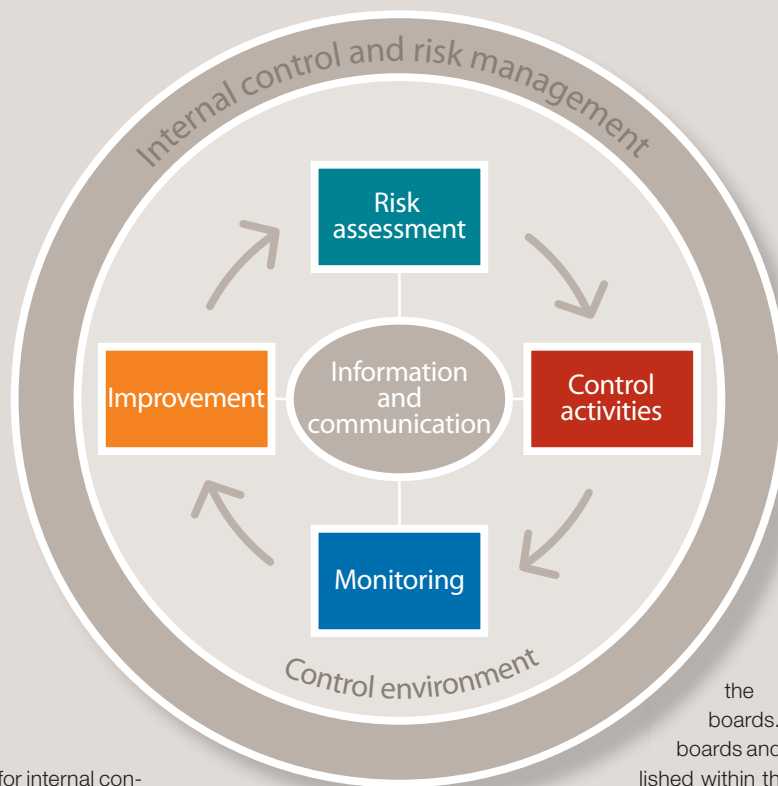 Internal control and risk management
Risk
assessment
Improvement
Information
and
communication
Control
activities
Monitoring
Control environment
the
boards.
boards and
for internal con-
lished within th